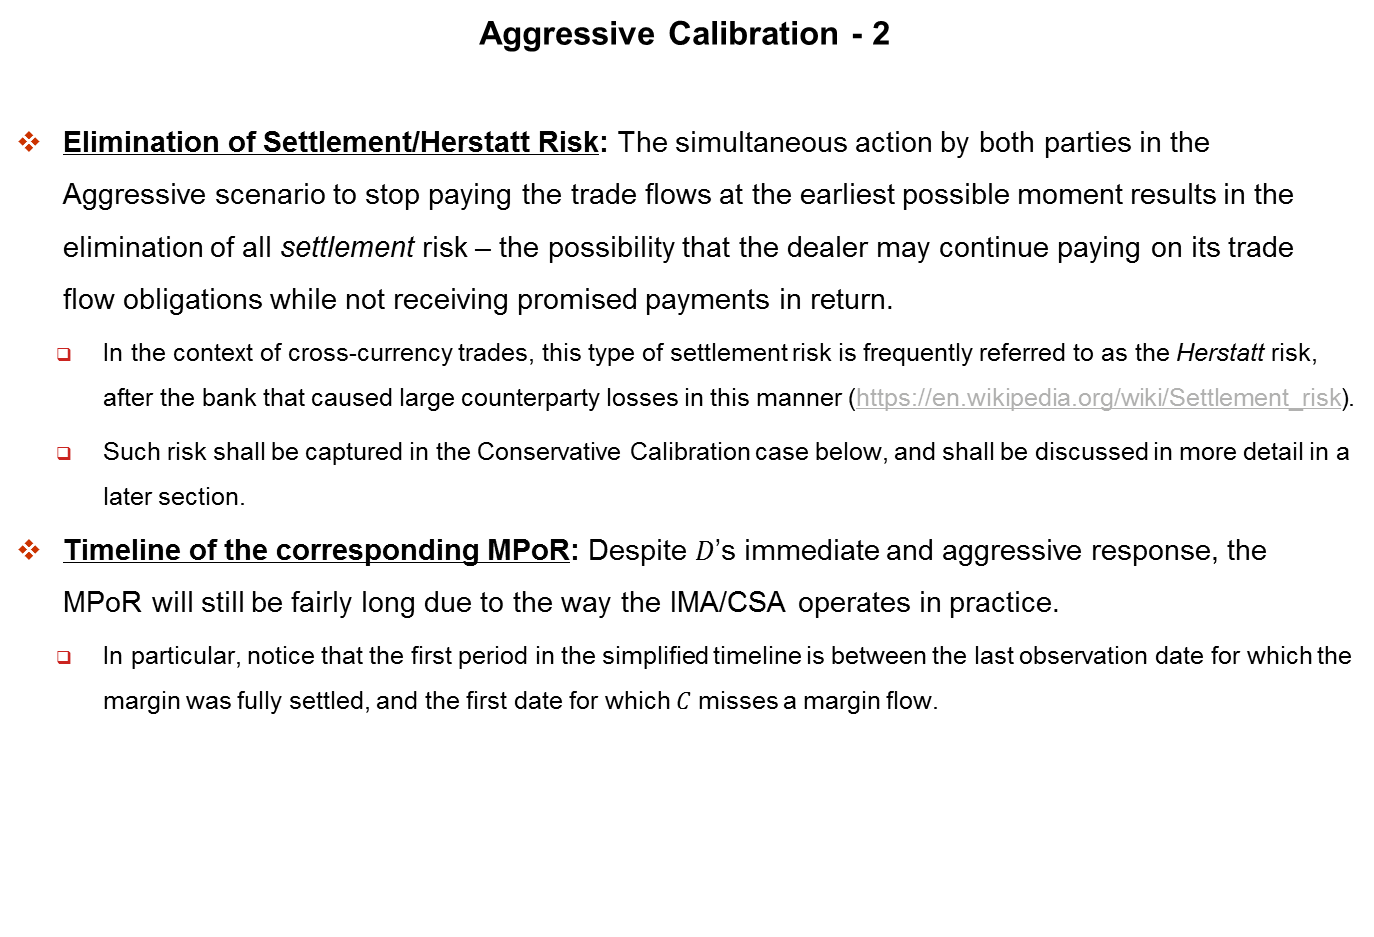 Aggressive Calibration - 2
Elimination of Settlement/Herstatt Risk: The simultaneous action by both parties in the
Aggressive scenario to stop paying the trade flows at the earliest possible moment results in the
elimination of all settlement risk – the possibility that the dealer may continue paying on its trade
flow obligations while not receiving promised payments in return.
In the context of cross-currency trades, this type of settlement risk is frequently referred to as the Herstatt risk,
after the bank that caused large counterparty losses in this manner (https://en.wikipedia.org/wiki/Settlement_risk).
Such risk shall be captured in the Conservative Calibration case below, and shall be discussed in more detail in a
later section.
Timeline of the corresponding MPoR: Despite D's immediate and aggressive response, the
MPoR will still be fairly long due to the way the IMA/CSA operates in practice.
In particular, notice that the first period in the simplified timeline is between the last observation date for which the
margin was fully settled, and the first date for which C misses a margin flow.